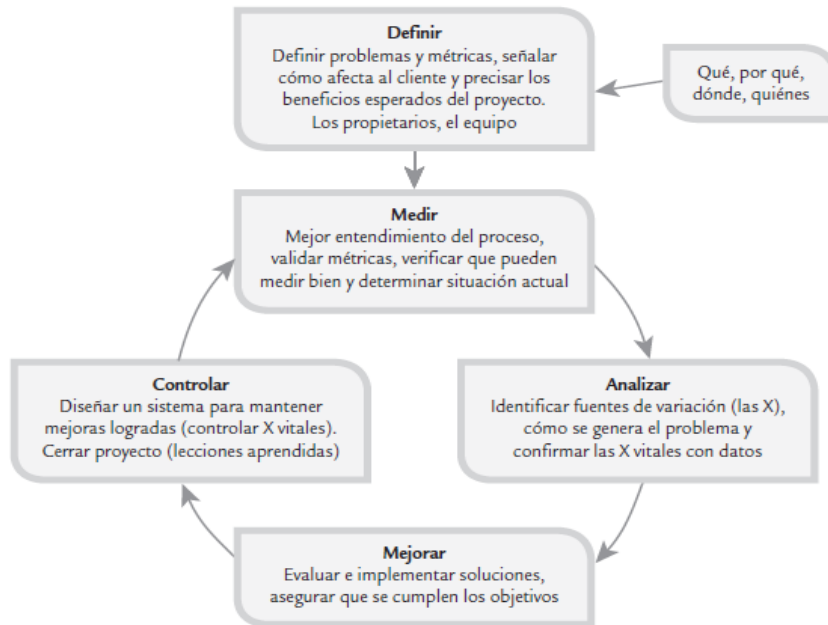 Definir
Definir problemas y métricas, señalar
cómo afecta al cliente y precisar los
beneficios esperados del proyecto.
Los propietarios, el equipo
Qué, por qué,
dónde, quiénes
Medir
Mejor entendimiento del proceso,
validar métricas, verificar que pueden
medir bien y determinar situación actual
Controlar
Diseñar un sistema para mantener
mejoras logradas (controlar X vitales).
Cerrar proyecto (lecciones aprendidas)
Analizar
Identificar fuentes de variación (las X),
cómo se genera el problema y
confirmar las X vitales con datos
Mejorar
Evaluar e implementar soluciones,
asegurar que se cumplen los objetivos